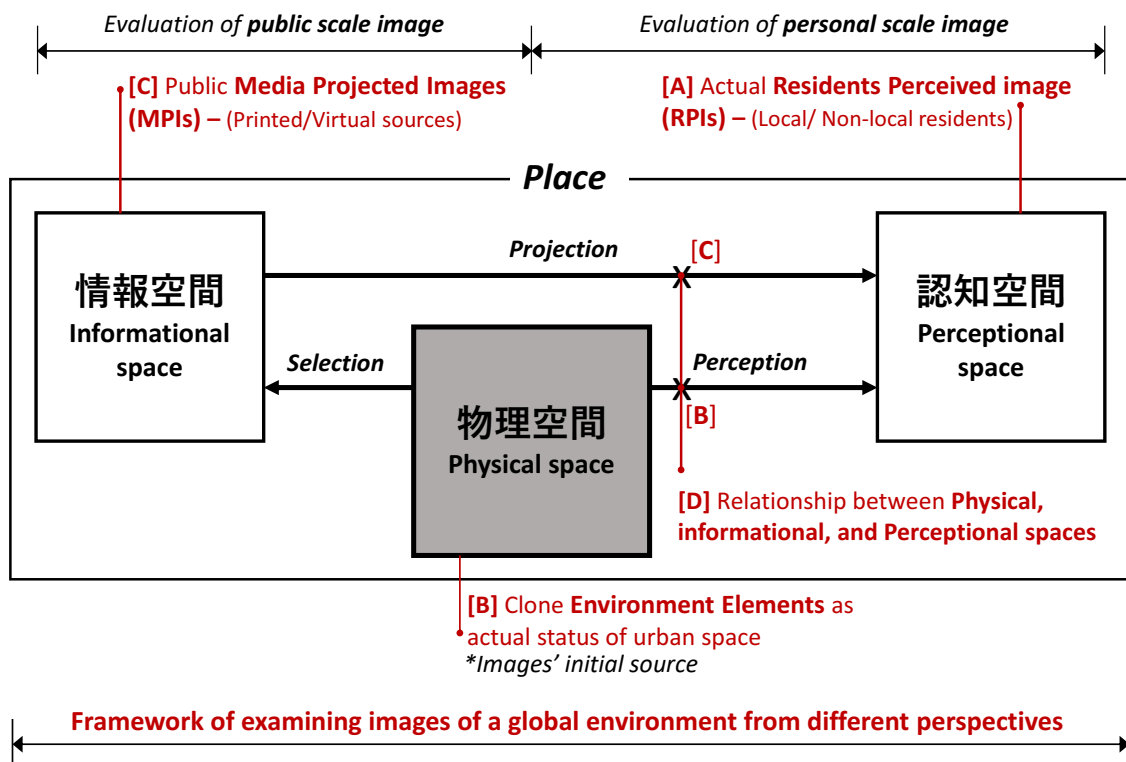 Evaluation of public scale image
Evaluation of personal scale image
[C] Public Media Projected Images
(MPIs) – (Printed/Virtual sources)
[A] Actual Residents Perceived image
(RPIs) – (Local/ Non-local residents)
Place
情報空間
Informational
space
Projection
[C]
認知空間
Perceptional
space
Selection
Perception
[B]
物理空間
Physical space
[D] Relationship between Physical,
informational, and Perceptional spaces
[B] Clone Environment Elements as
actual status of urban space
*Images’ initial source
Framework of examining images of a global environment from different perspectives